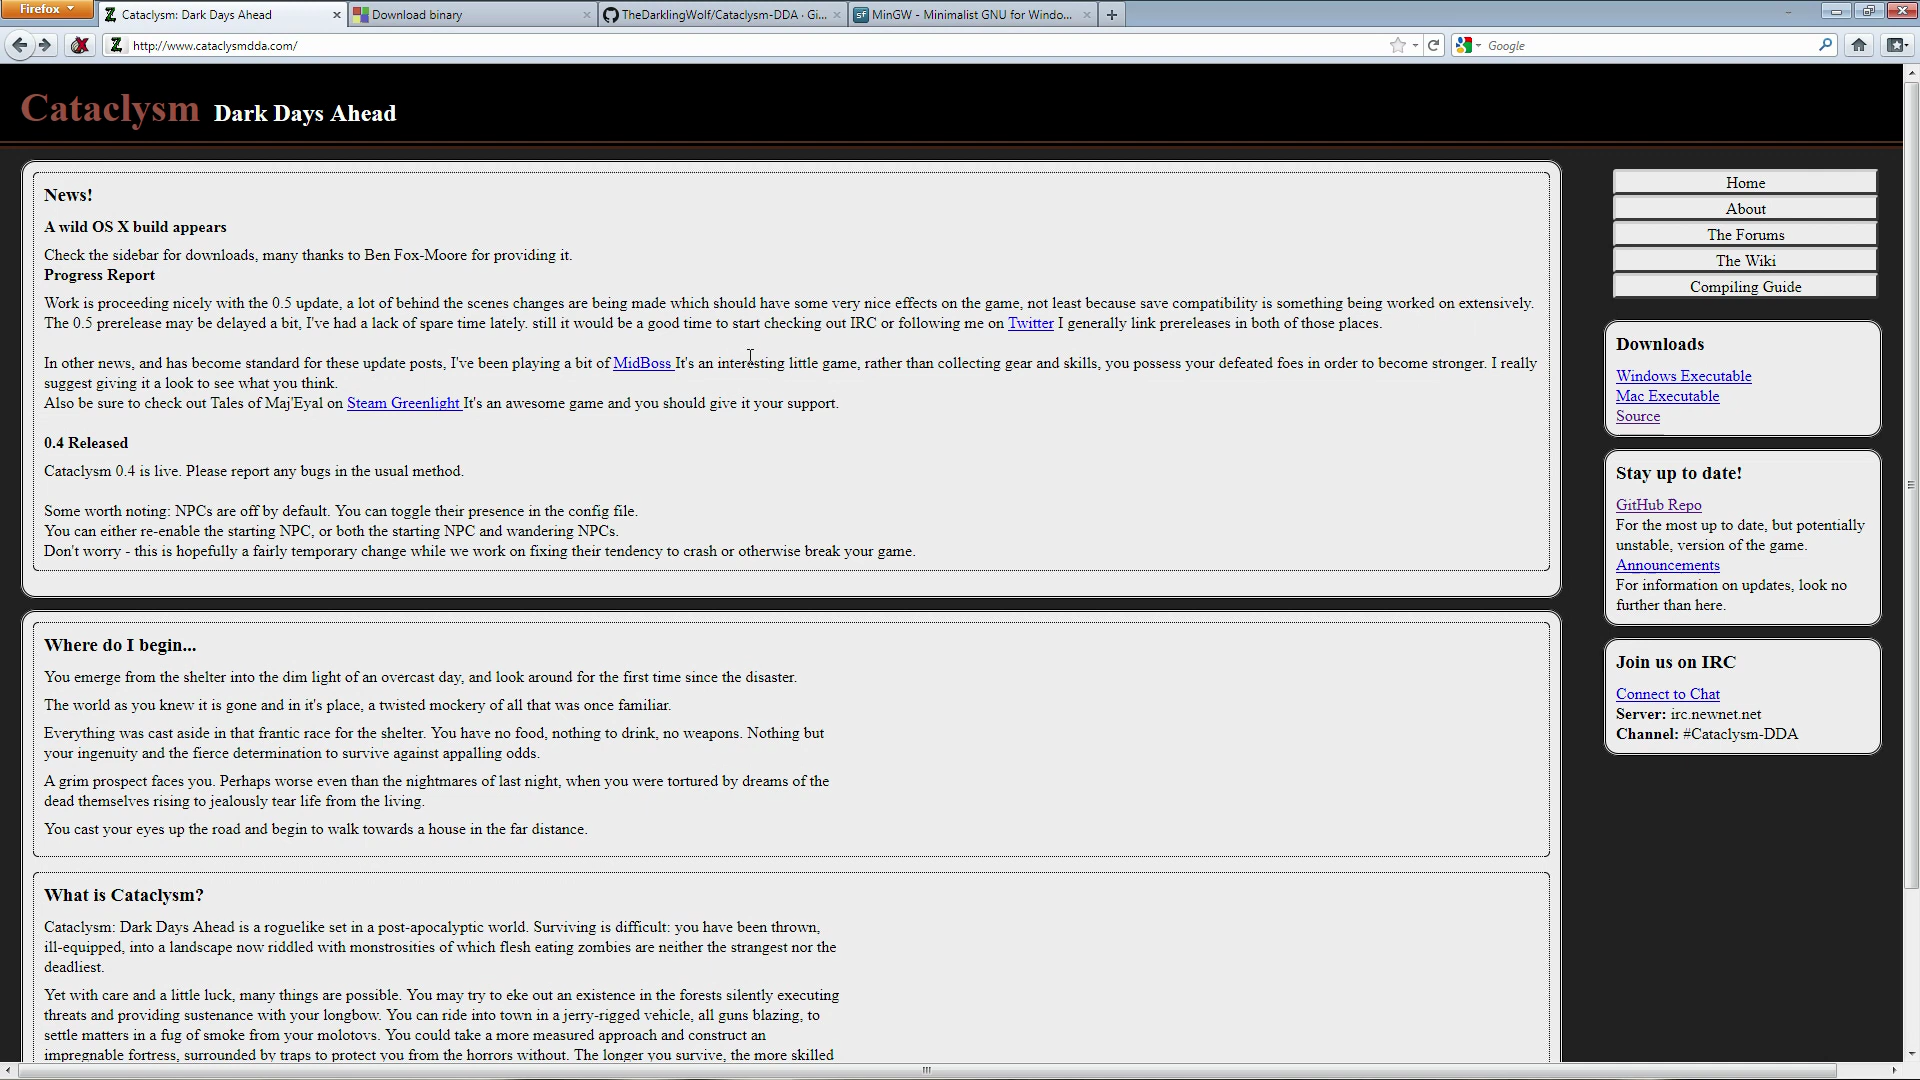 Firefox
Cataclysm: Dark Days Ahead
Download binary
TheDarklingWolf/Cataclysm-DDA · Gi...
MinGW - Minimalist GNU for Windo...
http://www.cataclysmdda.com/
Google
Cataclysm Dark Days Ahead
News!
A wild OS X build appears
Check the sidebar for downloads, many thanks to Ben Fox-Moore for providing it.
Progress Report
Work is proceeding nicely with the 0.5 update, a lot of behind the scenes changes are being made which should have some very nice effects on the game, not least because save compatibility is something being worked on extensively.
The 0.5 prerelease may be delayed a bit, I've had a lack of spare time lately. still it would be a good time to start checking out IRC or following me on Twitter I generally link prereleases in both of those places.
In other news, and has become standard for these update posts, I've been playing a bit of MidBoss It's an interesting little game, rather than collecting gear and skills, you possess your defeated foes in order to become stronger. I really
suggest giving it a look to see what you think.
Also be sure to check out Tales of Maj'Eyal on Steam Greenlight It's an awesome game and you should give it your support.
0.4 Released
Cataclysm 0.4 is live. Please report any bugs in the usual method.
Some worth noting: NPCs are off by default. You can toggle their presence in the config file.
You can either re-enable the starting NPC, or both the starting NPC and wandering NPCs.
Don't worry - this is hopefully a fairly temporary change while we work on fixing their tendency to crash or otherwise break your game.
Where do I begin...
You emerge from the shelter into the dim light of an overcast day, and look around for the first time since the disaster.
The world as you knew it is gone and in it's place, a twisted mockery of all that was once familiar.
Everything was cast aside in that frantic race for the shelter. You have no food, nothing to drink, no weapons. Nothing but
your ingenuity and the fierce determination to survive against appalling odds.
A grim prospect faces you. Perhaps worse even than the nightmares of last night, when you were tortured by dreams of the
dead themselves rising to jealously tear life from the living.
You cast your eyes up the road and begin to walk towards a house in the far distance.
What is Cataclysm?
Cataclysm: Dark Days Ahead is a roguelike set in a post-apocalyptic world. Surviving is difficult: you have been thrown,
ill-equipped, into a landscape now riddled with monstrosities of which flesh eating zombies are neither the strangest nor the
deadliest.
Yet with care and a little luck, many things are possible. You may try to eke out an existence in the forests silently executing
threats and providing sustenance with your longbow. You can ride into town in a jerry-rigged vehicle, all guns blazing, to
settle matters in a fug of smoke from your molotovs. You could take a more measured approach and construct an
impregnable fortress, surrounded by traps to protect you from the horrors without. The longer you survive, the more skilled
Home
About
The Forums
The Wiki
Compiling Guide
Downloads
Windows Executable
Mac Executable
Source
Stay up to date!
GitHub Repo
For the most up to date, but potentially
unstable, version of the game.
Announcements
For information on updates, look no
further than here.
Join us on IRC
Connect to Chat
Server: irc.newnet.net
Channel: #Cataclysm-DDA